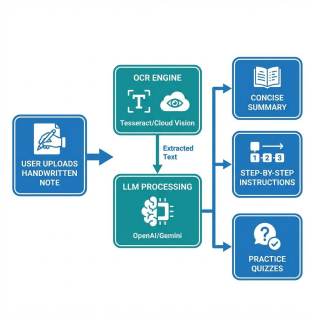 USER UPLOADS
HANDWRITTEN
NOTE
OCR ENGINE
T
Tesseract/Cloud Vision
Extracted
Text
LLM PROCESSING
OpenAI/Gemini
CONCISE
SUMMARY
1 2 3
STEP-BY-STEP
INSTRUCTIONS
?
PRACTICE
QUIZZES